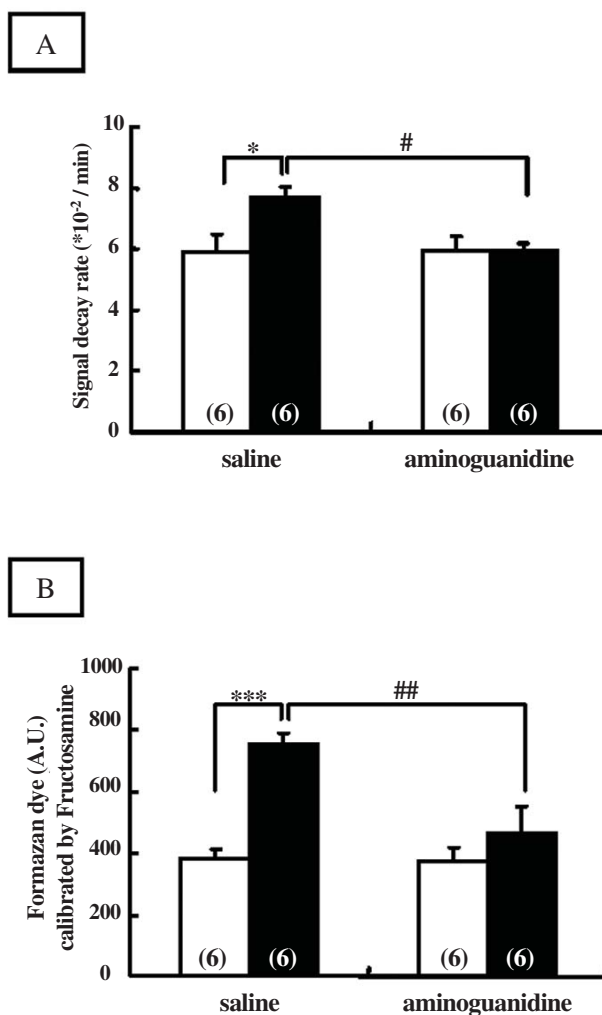 A
Signal decay rate (*10⁻² / min)
10
8
6
4
2
0
*
#
(6) (6) (6) (6)
saline aminoguanidine
B
Formazan dye (A.U.)
calibrated by Fructosamine
1000
800
600
400
200
0
***
##
(6) (6) (6) (6)
saline aminoguanidine